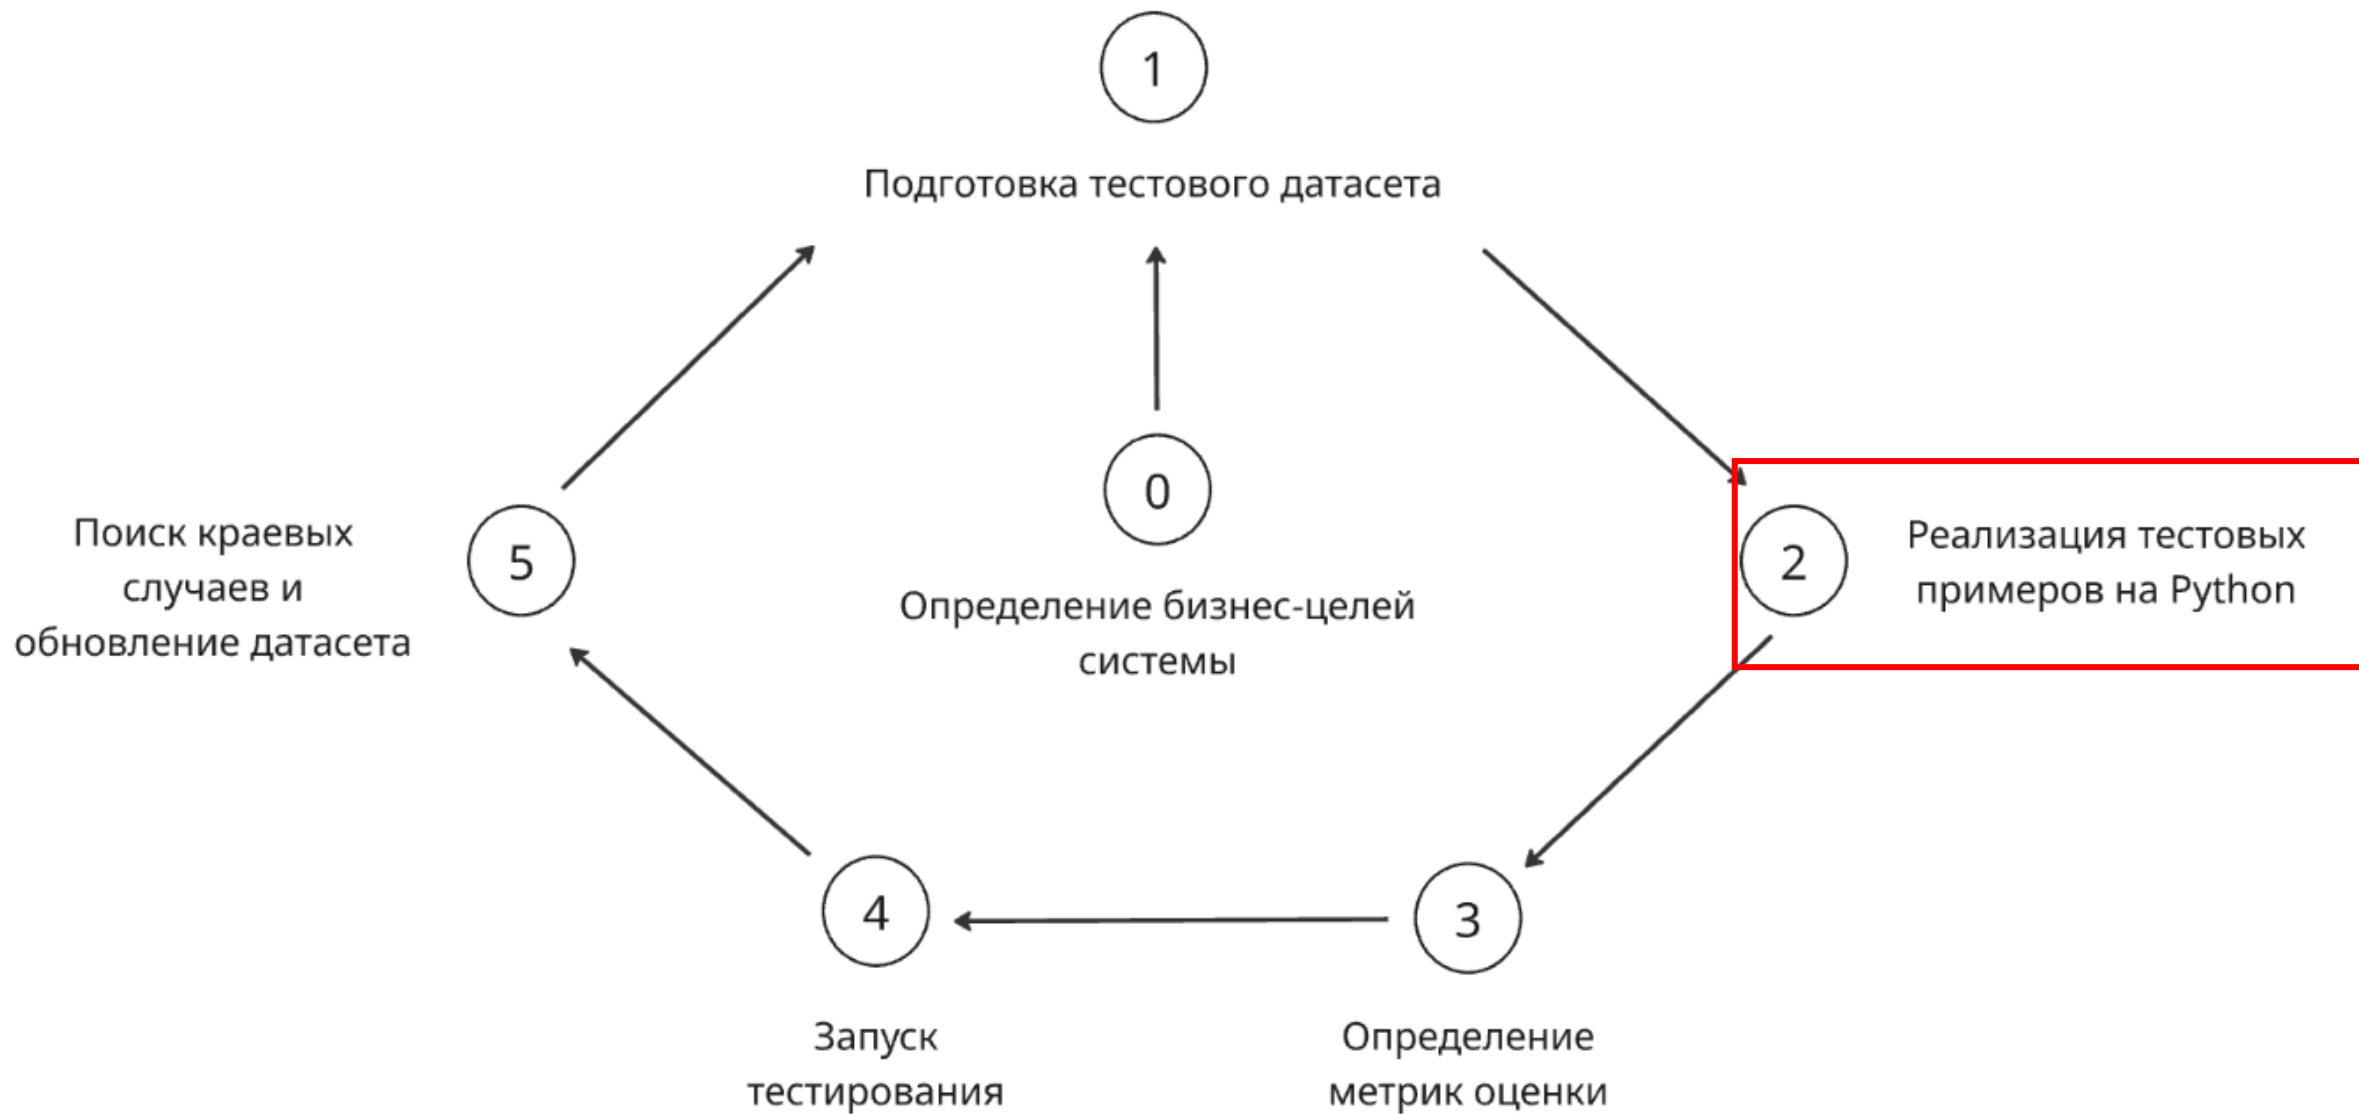 1
Подготовка тестового датасета
0
Определение бизнес-целей
системы
2
Реализация тестовых
примеров на Python
3
Определение
метрик оценки
4
Запуск
тестирования
5
Поиск краевых
случаев и
обновление датасета